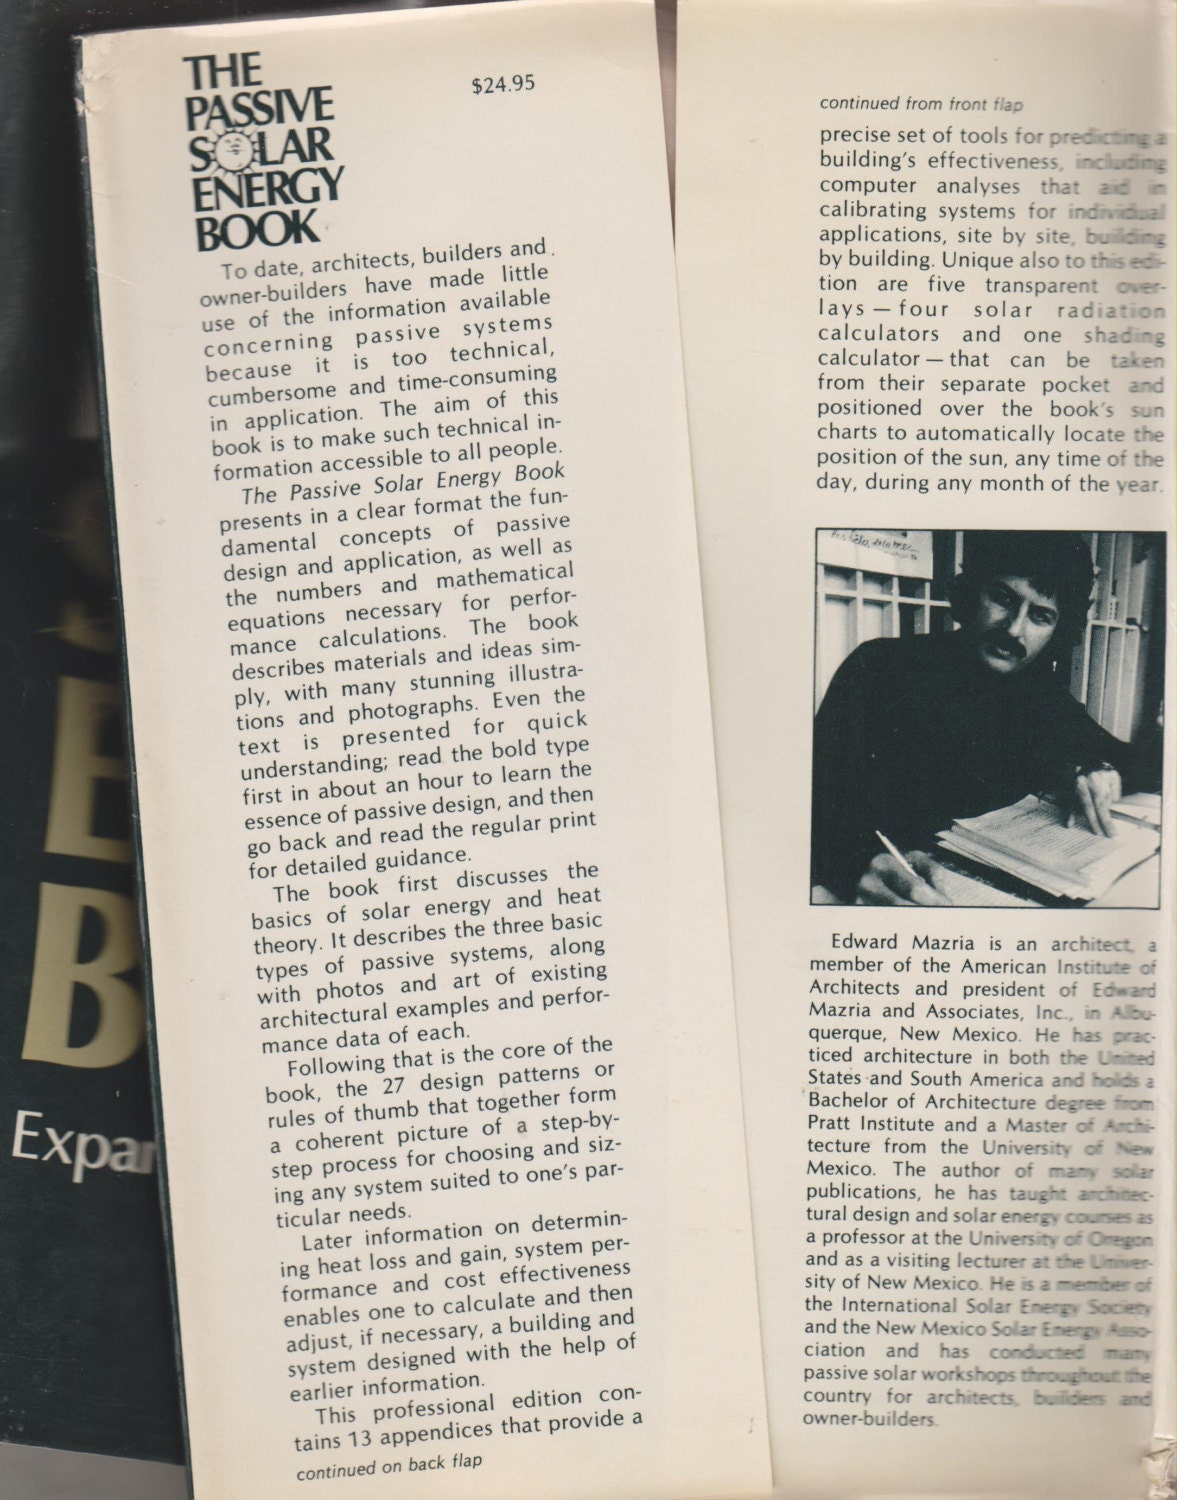 THE
PASSIVE
SOLAR
ENERGY
BOOK
$24.95
To date, architects, builders and
owner-builders have made little
use of the information available
concerning passive systems
because it is too technical,
cumbersome and time-consuming
in application. The aim of this
book is to make such technical in-
formation accessible to all people.
The Passive Solar Energy Book
presents in a clear format the fun-
damental concepts of passive
design and application, as well as
the numbers and mathematical
equations necessary for perfor-
mance calculations. The book
describes materials and ideas sim-
ply, with many stunning illustra-
tions and photographs. Even the
text is presented for quick
understanding; read the bold type
first in about an hour to learn the
essence of passive design, and then
go back and read the regular print
for detailed guidance.
The book first discusses the
basics of solar energy and heat
theory. It describes the three basic
types of passive systems, along
with photos and art of existing
architectural examples and perfor-
mance data of each.
Following that is the core of the
book, the 27 design patterns or
rules of thumb that together form
a coherent picture of a step-by-
step process for choosing and siz-
ing any system suited to one's par-
ticular needs.
Later information on determin-
ing heat loss and gain, system per-
formance and cost effectiveness
enables one to calculate and then
adjust, if necessary, a building and
system designed with the help of
earlier information.
This professional edition con-
tains 13 appendices that provide a
continued on back flap
continued from front flap
precise set of tools for predicting a
building's effectiveness, including
computer analyses that aid in
calibrating systems for individual
applications, site by site, building
by building. Unique also to this edi-
tion are five transparent over-
lays — four solar radiation
calculators and one shading
calculator — that can be taken
from their separate pocket and
positioned over the book's sun
charts to automatically locate the
position of the sun, any time of the
day, during any month of the year.
Edward Mazria is an architect, a
member of the American Institute of
Architects and president of Edward
Mazria and Associates, Inc., in Albu-
querque, New Mexico. He has prac-
ticed architecture in both the United
States and South America and holds a
Bachelor of Architecture degree from
Pratt Institute and a Master of Archi-
tecture from the University of New
Mexico. The author of many solar
publications, he has taught architec-
tural design and solar energy courses as
a professor at the University of Oregon
and as a visiting lecturer at the Univer-
sity of New Mexico. He is a member of
the International Solar Energy Society
and the New Mexico Solar Energy Asso-
ciation and has conducted many
passive solar workshops throughout the
country for architects, builders and
owner-builders.
E
B
Expan